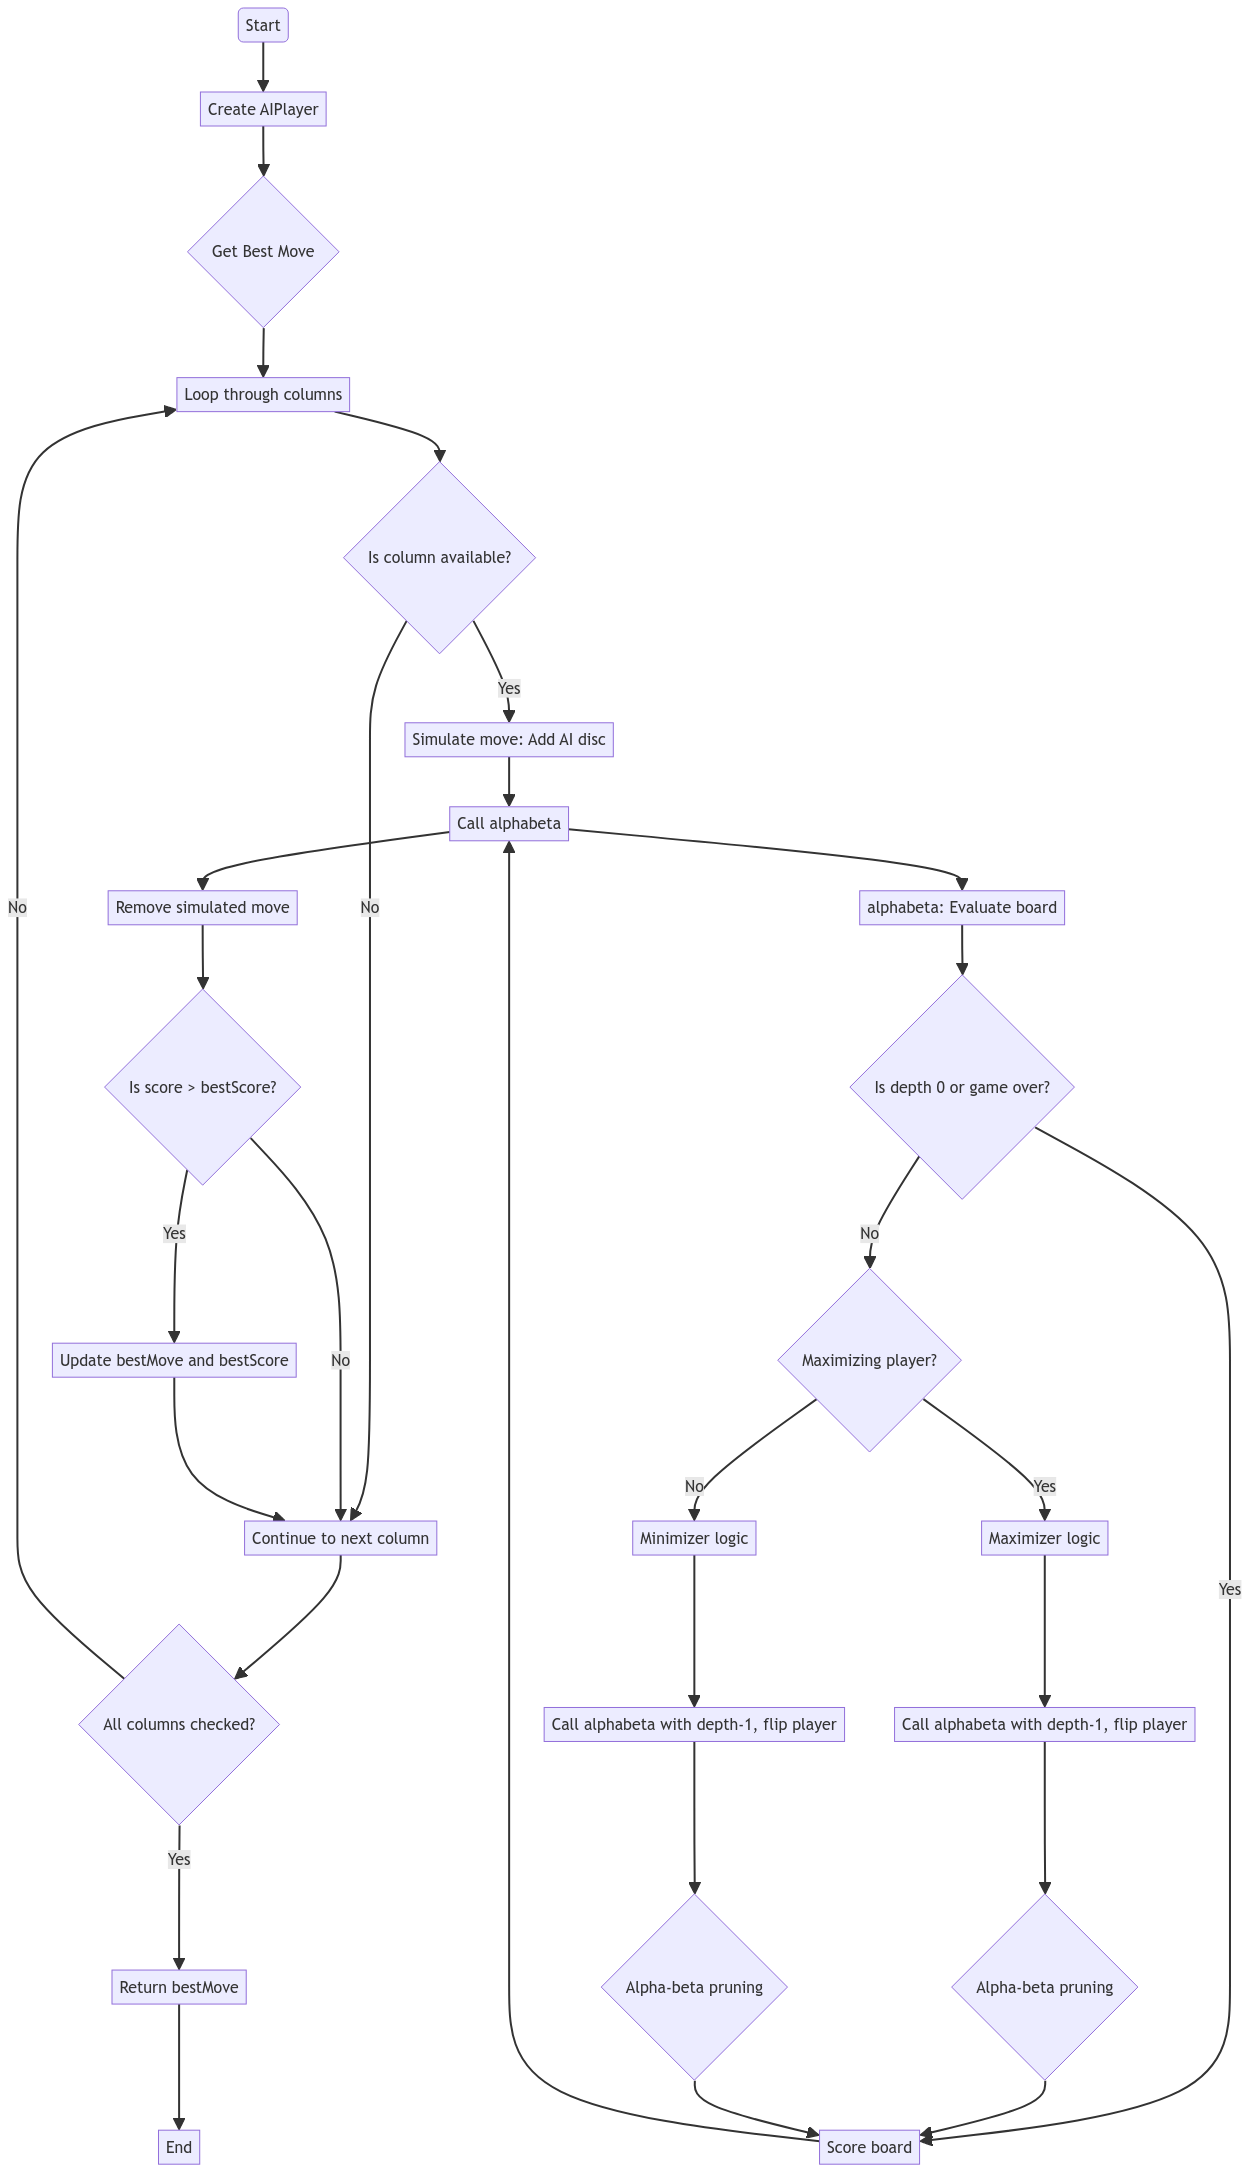 Start
Create AIPlayer
Get Best Move
Loop through columns
Is column available?
Yes
Simulate move: Add AI disc
Call alphabeta
No
Remove simulated move
No
alphabeta: Evaluate board
Is score > bestScore?
Is depth 0 or game over?
Yes
No
Update bestMove and bestScore
No
Maximizing player?
No
Yes
Continue to next column
Minimizer logic
Maximizer logic
Yes
All columns checked?
Call alphabeta with depth-1, flip player
Call alphabeta with depth-1, flip player
Yes
Return bestMove
Alpha-beta pruning
Alpha-beta pruning
End
Score board